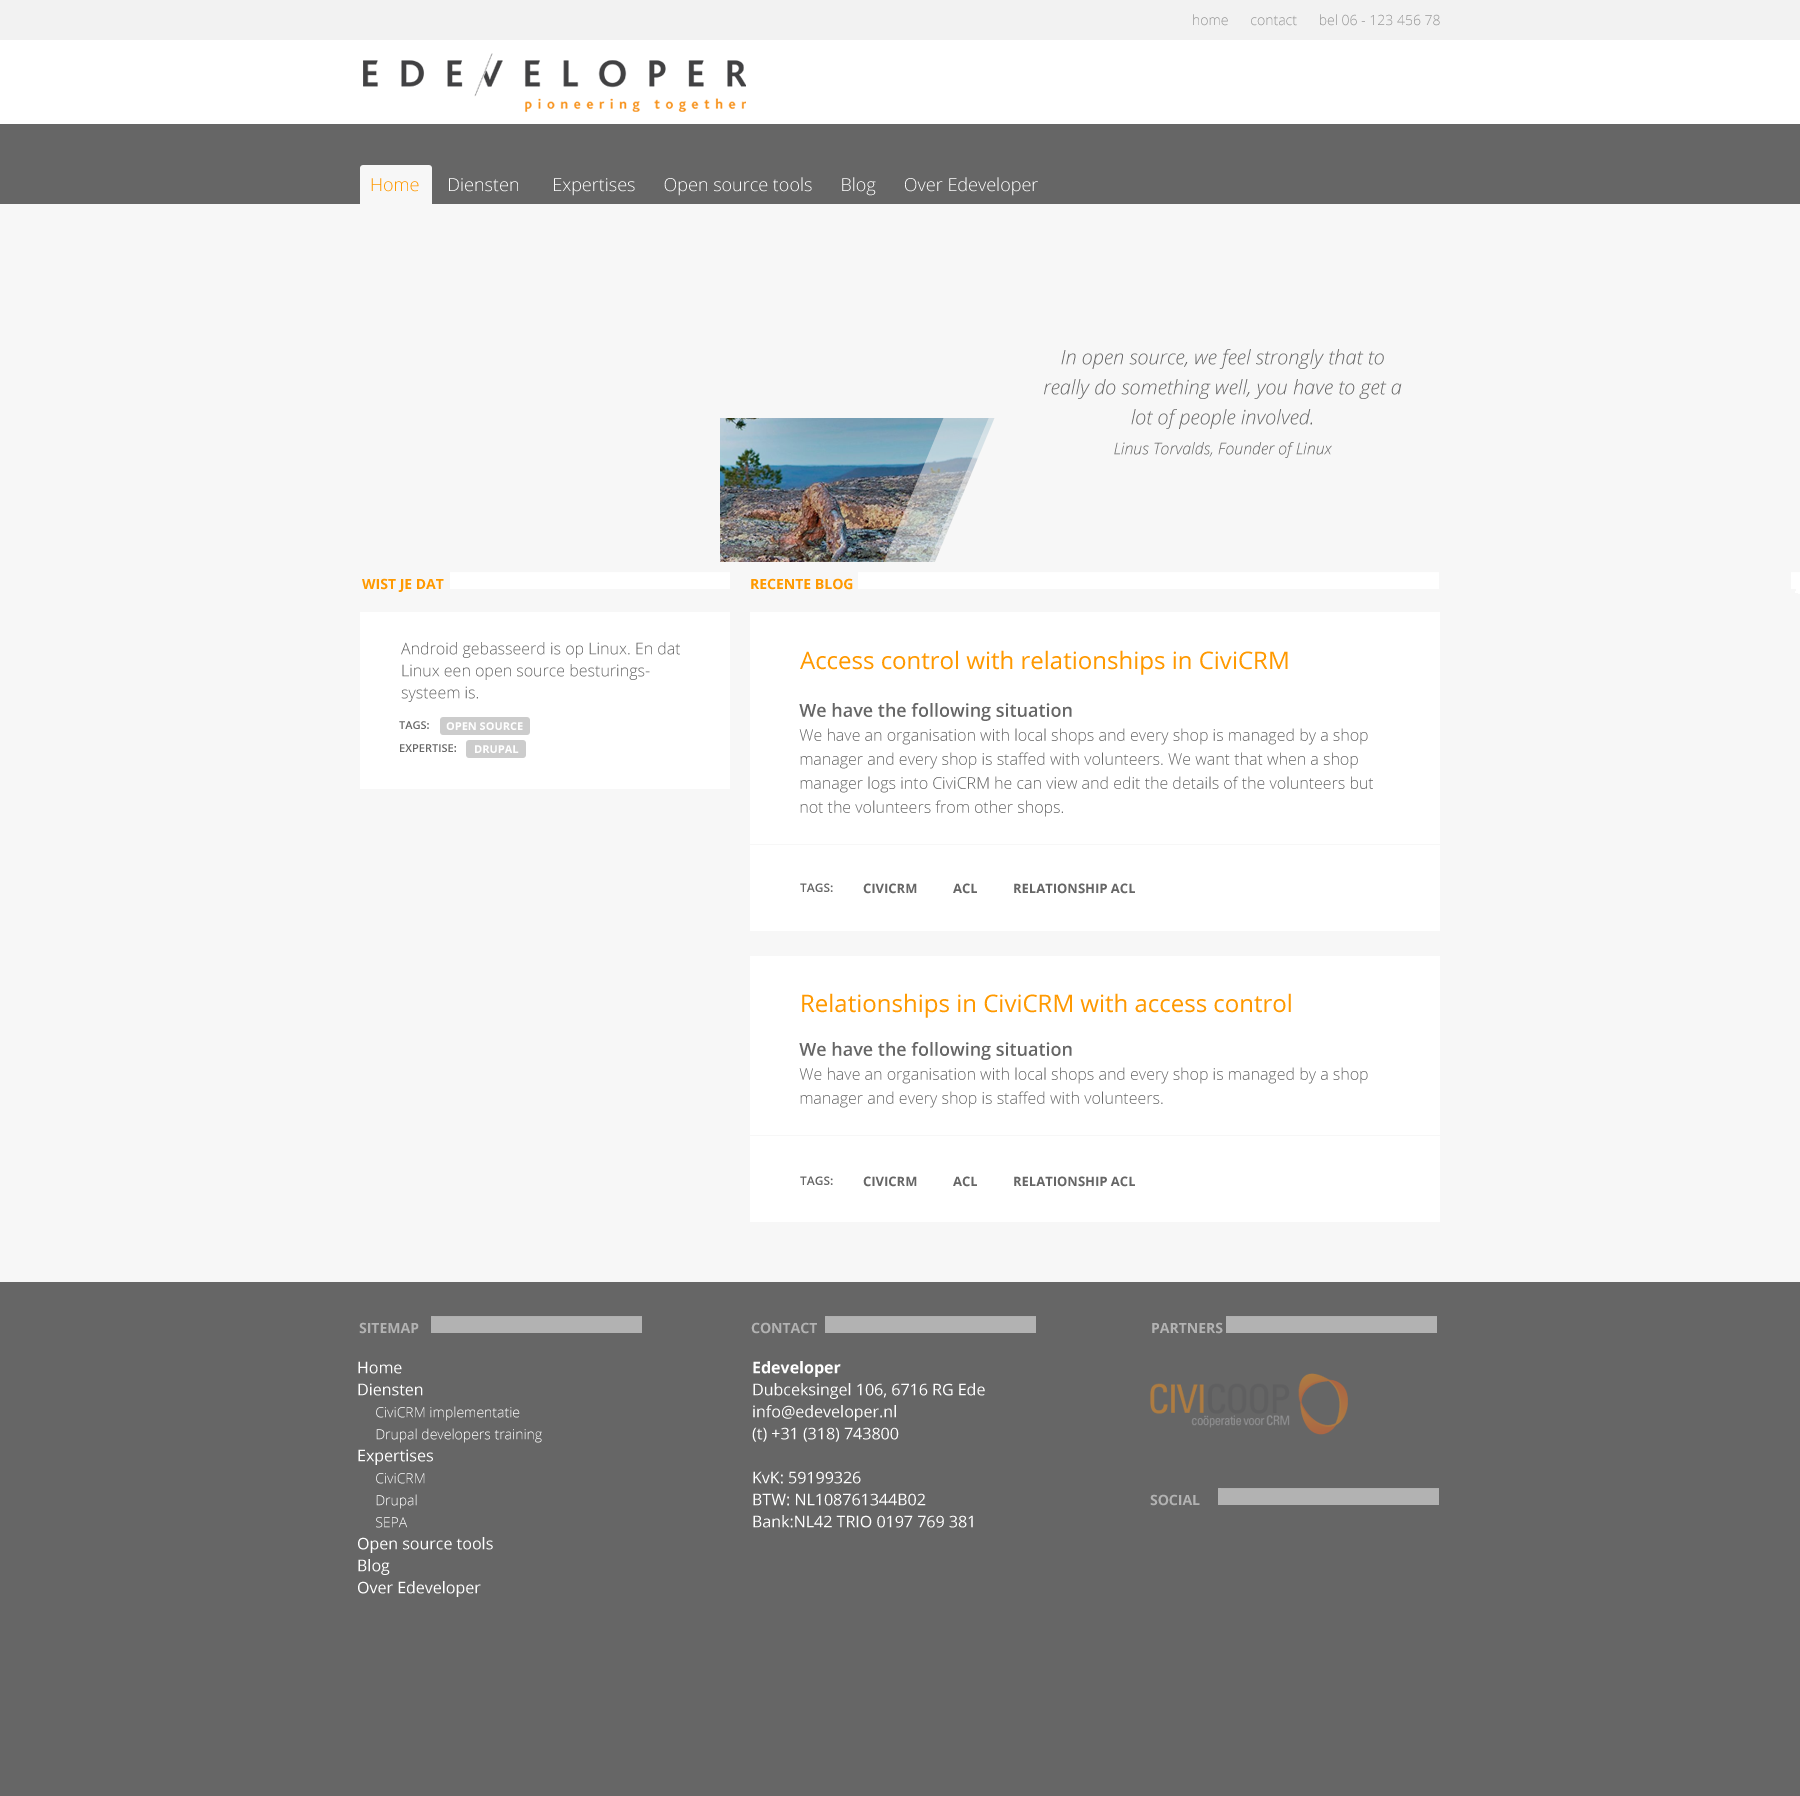 home contact bel 06 - 123 456 78
EDEVELOPER
pioneering together
Home Diensten Expertises Open source tools Blog Over Edeveloper
In open source, we feel strongly that to
really do something well, you have to get a
lot of people involved.
Linus Torvalds, Founder of Linux
WIST JE DAT
Android gebasseerd is op Linux. En dat
Linux een open source besturings-
systeem is.
TAGS: OPEN SOURCE
EXPERTISE: DRUPAL
RECENTE BLOG
Access control with relationships in CiviCRM
We have the following situation
We have an organisation with local shops and every shop is managed by a shop
manager and every shop is staffed with volunteers. We want that when a shop
manager logs into CiviCRM he can view and edit the details of the volunteers but
not the volunteers from other shops.
TAGS: CIVICRM ACL RELATIONSHIP ACL
Relationships in CiviCRM with access control
We have the following situation
We have an organisation with local shops and every shop is managed by a shop
manager and every shop is staffed with volunteers.
TAGS: CIVICRM ACL RELATIONSHIP ACL
SITEMAP
Home
Diensten
CiviCRM implementatie
Drupal developers training
Expertises
CiviCRM
Drupal
SEPA
Open source tools
Blog
Over Edeveloper
CONTACT
Edeveloper
Dubceksingel 106, 6716 RG Ede
info@edeveloper.nl
(t) +31 (318) 743800
KvK: 59199326
BTW: NL108761344B02
Bank:NL42 TRIO 0197 769 381
PARTNERS
CIVICOOP
coöperatie voor CRM
SOCIAL